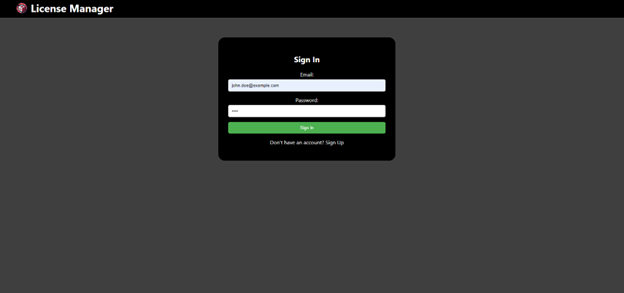 License Manager
Sign In
Email:
john.doe@example.com
Password:
••••
Sign In
Don't have an account? Sign Up